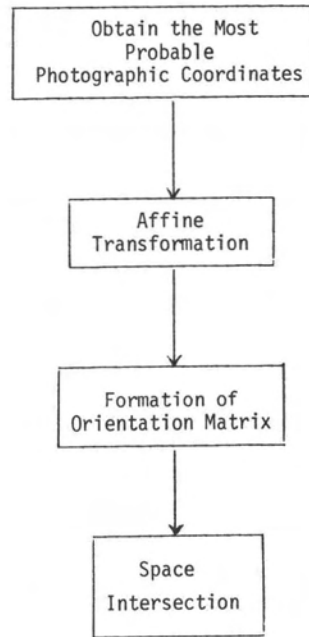 Obtain the Most
Probable
Photographic Coordinates
Affine
Transformation
Formation of
Orientation Matrix
Space
Intersection